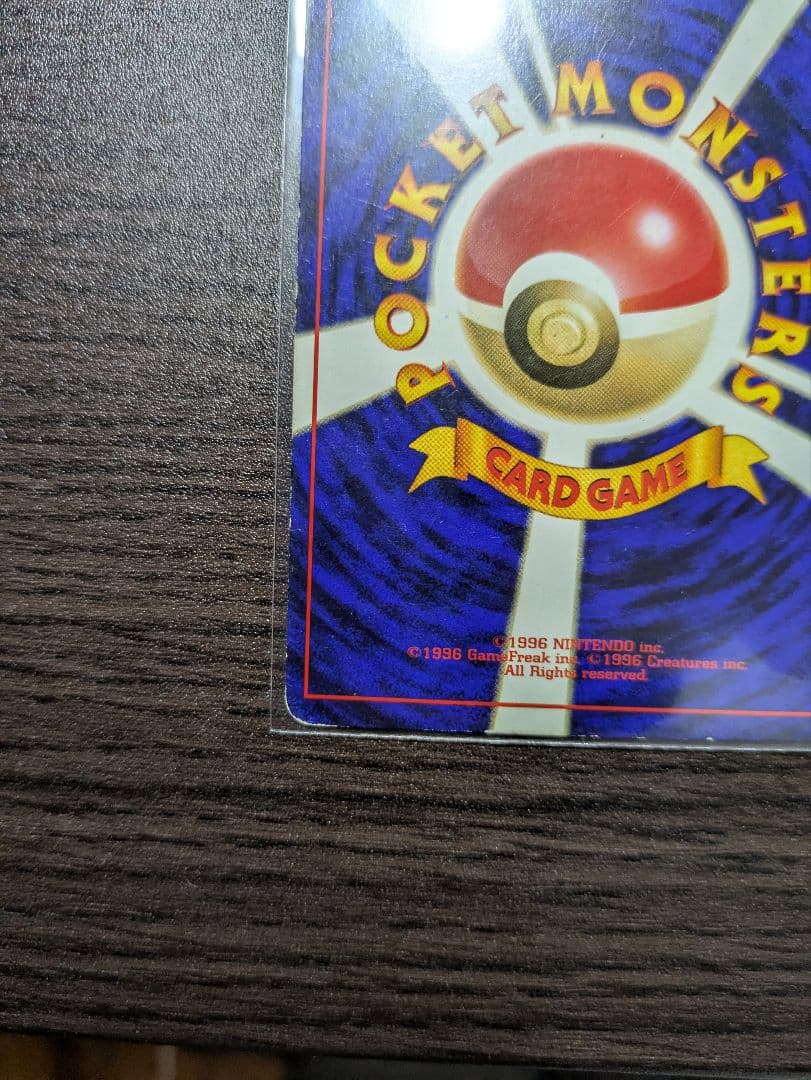 POCKET MONSTERS
CARD GAME
©1996 NINTENDO inc.
©1996 GameFreak inc. ©1996 Creatures inc.
All Rights reserved.